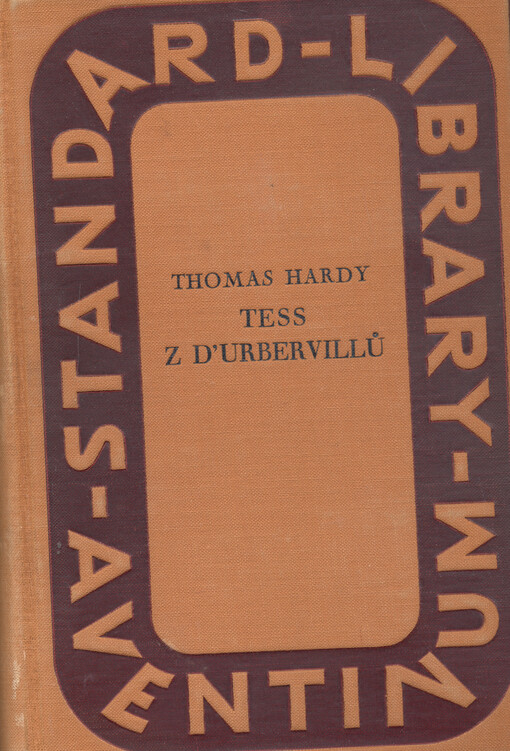 STANDARD-LIBRARY-AVENTINUM-
THOMAS HARDY
TESS
Z D'URBERVILLŮ